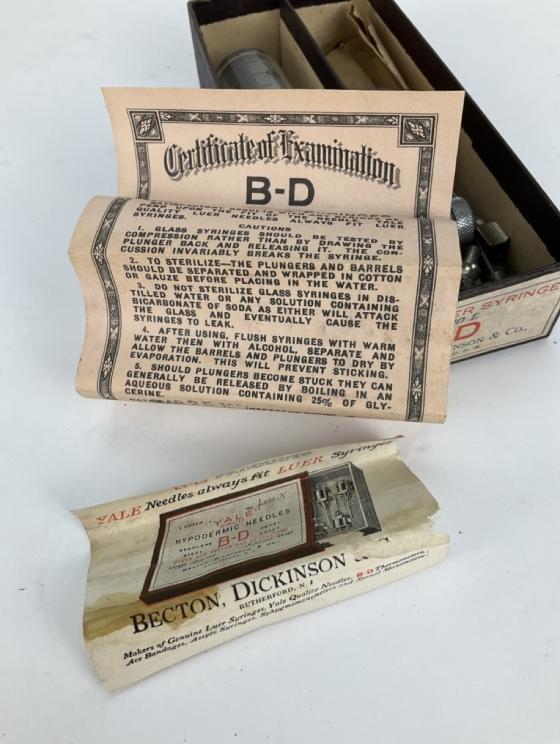 Certificate of Examination
B-D
QUALITY LUER NEEDLES ALWAYS FIT LUER
SYRINGES.
CAUTIONS
1. GLASS SYRINGES SHOULD BE TESTED BY
COMPRESSION RATHER THAN BY DRAWING THE
PLUNGER BACK AND RELEASING IT. THE CON-
CUSSION INVARIABLY BREAKS THE SYRINGE.
2. TO STERILIZE—THE PLUNGERS AND BARRELS
SHOULD BE SEPARATED AND WRAPPED IN COTTON
OR GAUZE BEFORE PLACING IN THE WATER.
3. DO NOT STERILIZE GLASS SYRINGES IN DIS-
TILLED WATER OR ANY SOLUTION CONTAINING
BICARBONATE OF SODA AS EITHER WILL ATTACK
THE GLASS AND EVENTUALLY CAUSE THE
SYRINGES TO LEAK.
4. AFTER USING, FLUSH SYRINGES WITH WARM
WATER THEN WITH ALCOHOL, SEPARATE AND
ALLOW THE BARRELS AND PLUNGERS TO DRY BY
EVAPORATION. THIS WILL PREVENT STICKING.
5. SHOULD PLUNGERS BECOME STUCK THEY CAN
GENERALLY BE RELEASED BY BOILING IN AN
AQUEOUS SOLUTION CONTAINING 25% OF GLY-
CERINE.
ER SYRINGE
D
NSON & Co.,
YALE Needles always fit LUER Syringes
YALE
HYPODERMIC NEEDLES
SEAMLESS B-D
BECTON, DICKINSON &
RUTHERFORD, N. J
Makers of Genuine Luer Syringes, Yale Quality Needles, B-D Thermometers,
Ace Bandages, Asepto Syringes, Sphygmomanometers and Spinal Manometers.